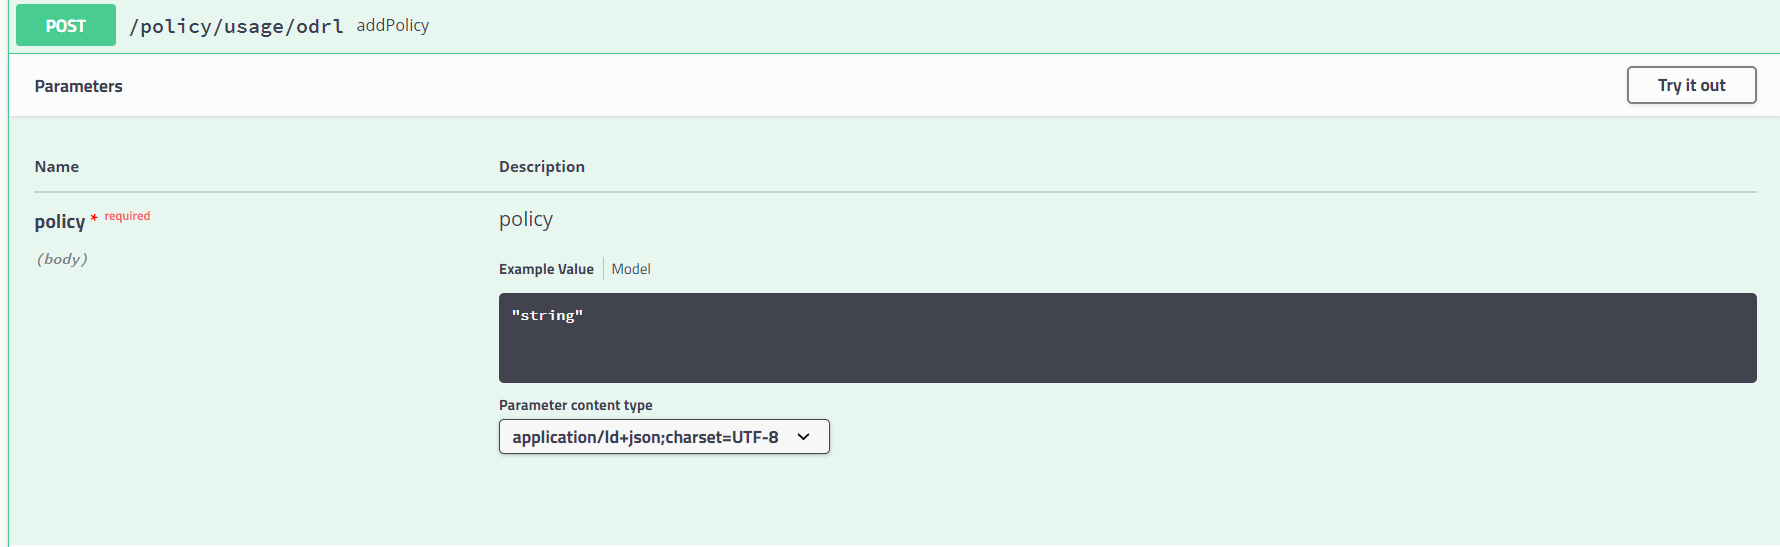 POST /policy/usage/odrl addPolicy
Parameters Try it out
Name Description
policy * required policy
(body)
Example Value Model
"string"
Parameter content type
application/ld+json;charset=UTF-8